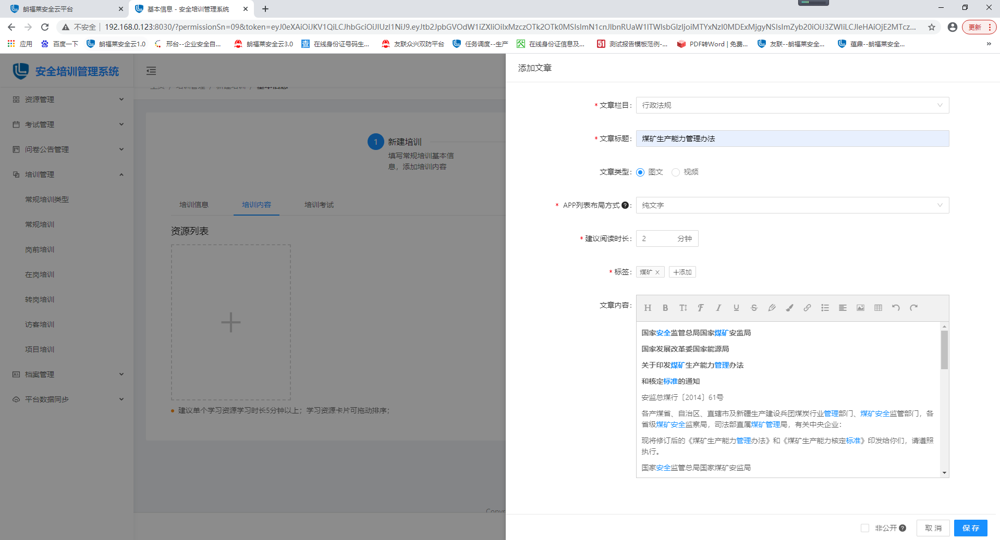 朗福莱安全云平台
基本信息 - 安全培训管理系统
不安全
192.168.0.123:8030/?permissionSn=09&token=eyJ0eXAiOiJKV1QiLCJhbGciOiJIUzI1NiJ9.eyJtb2JpbGVOdW1iZXIiOiIxMzczOTk2OTk0MSIsImN1cnJlbnRUaW1lTWlsbGlzIjoiMTYxNzI0MDExMjgyNSIsImZyb20iOiJ3ZWIiLCJleHAiOjE2MTcz...
更新
应用
百度一下
朗福莱安全云1.0
邢台--企业安全自...
朗福莱安全云3.0
在线身份证号码生...
友联众兴双防平台
任务调度--生产
在线身份证信息及...
测试报告模板范例-...
PDF转Word | 免费...
友联--朗福莱安全...
蕴鼎--朗福莱安全...
安全培训管理系统
资源管理
考试管理
问卷公告管理
培训管理
常规培训类型
常规培训
岗前培训
在岗培训
转岗培训
访客培训
项目培训
档案管理
平台数据同步
主页 / 培训管理 / 新建培训 / 基本信息
1 新建培训
填写常规培训基本信
息，添加培训内容
培训信息
培训内容
培训考试
资源列表
建议单个学习资源学习时长5分钟以上；学习资源卡片可拖动排序；
Copyr
添加文章
* 文章栏目：
行政法规
* 文章标题：
煤矿生产能力管理办法
文章类型：
图文
视频
* APP列表布局方式 ?：
纯文字
* 建议阅读时长：
2 分钟
* 标签：
煤矿
+添加
文章内容：
国家安全监管总局国家煤矿安监局
国家发展改革委国家能源局
关于印发煤矿生产能力管理办法
和核定标准的通知
安监总煤行〔2014〕61号
各产煤省、自治区、直辖市及新疆生产建设兵团煤炭行业管理部门、煤矿安全监管部门，各
省级煤矿安全监察局，司法部直属煤矿管理局，有关中央企业：
现将修订后的《煤矿生产能力管理办法》和《煤矿生产能力核定标准》印发给你们，请遵照
执行。
国家安全监管总局国家煤矿安监局
非公开 ?
取 消
保 存